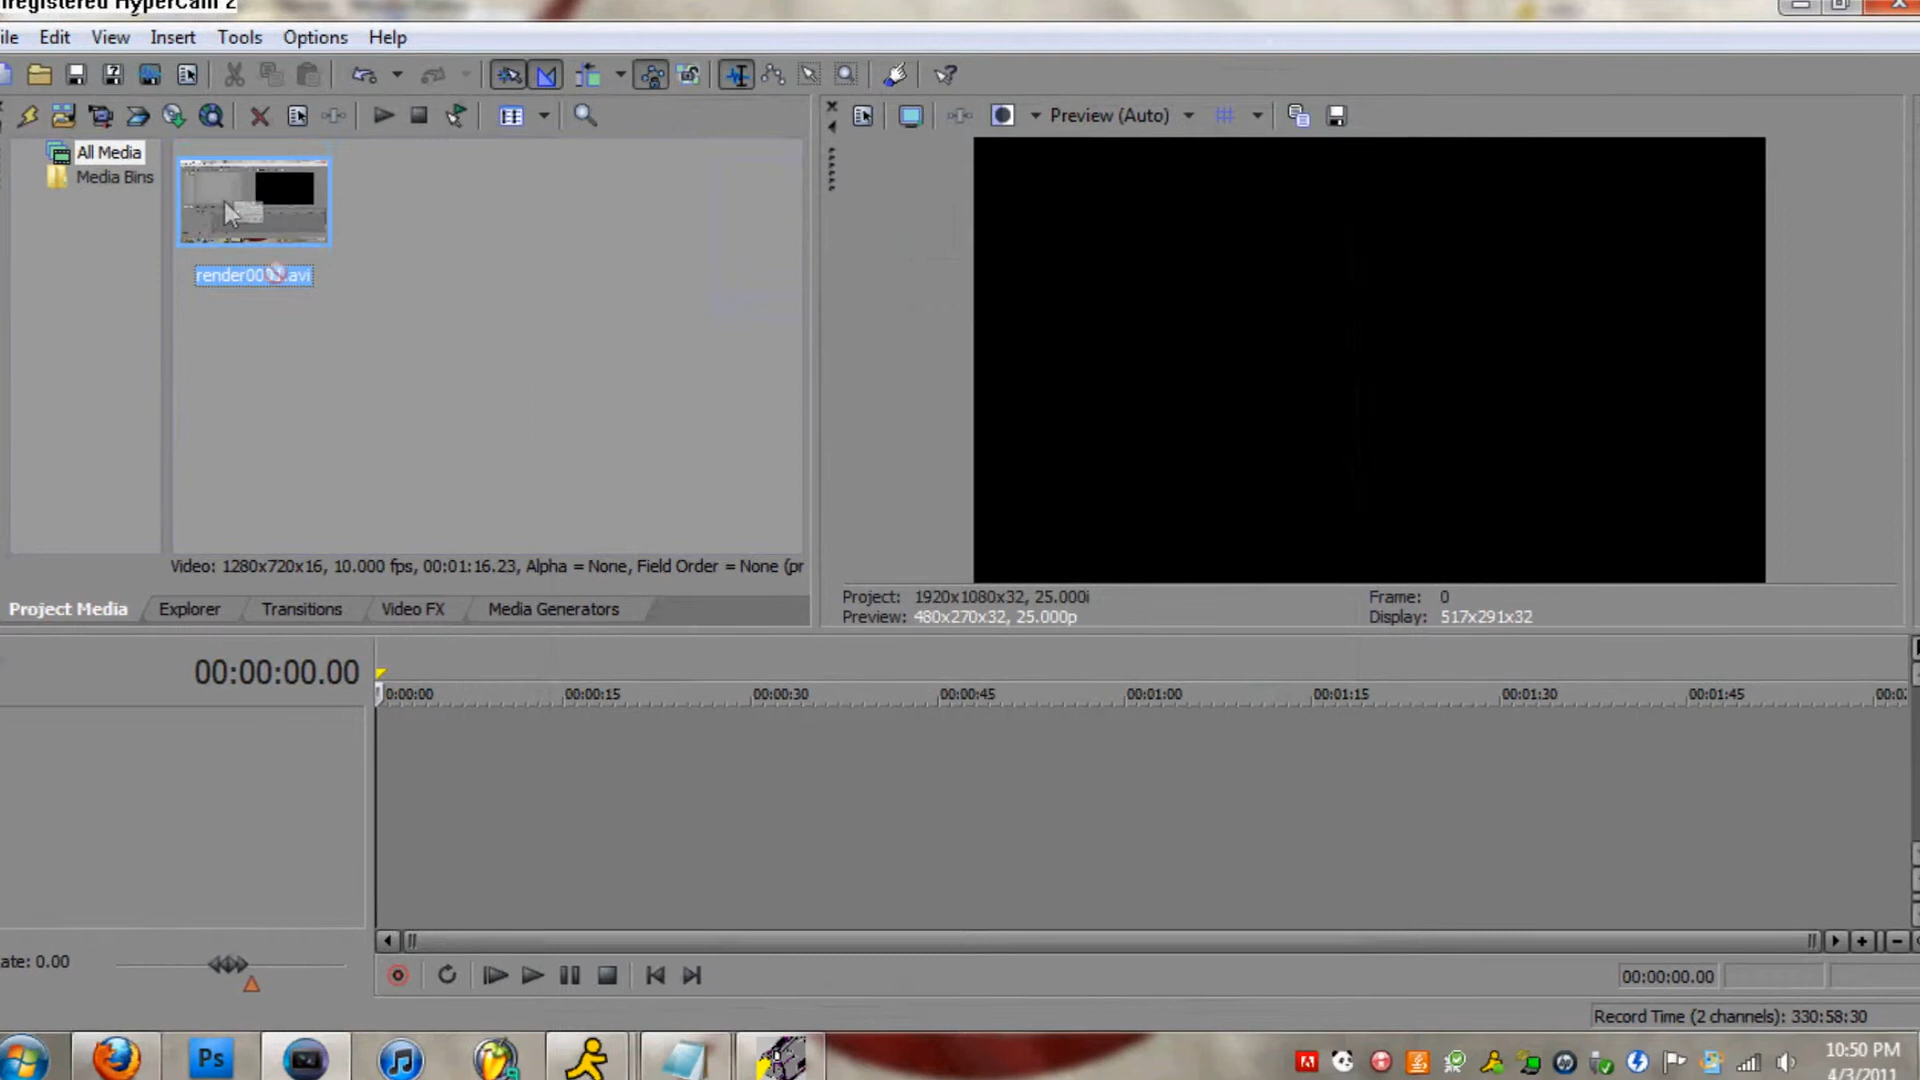 nregistered HyperCam 2
ile Edit View Insert Tools Options Help
Preview (Auto)
All Media
Media Bins
render0001.avi
Video: 1280x720x16, 10.000 fps, 00:01:16.23, Alpha = None, Field Order = None (pr
Project Media Explorer Transitions Video FX Media Generators
Project: 1920x1080x32, 25.000i Frame: 0
Preview: 480x270x32, 25.000p Display: 517x291x32
00:00:00.00
0:00:00 00:00:15 00:00:30 00:00:45 00:01:00 00:01:15 00:01:30 00:01:45 00:0
ate: 0.00
00:00:00.00
Record Time (2 channels): 330:58:30
Ps
10:50 PM
4/3/2011